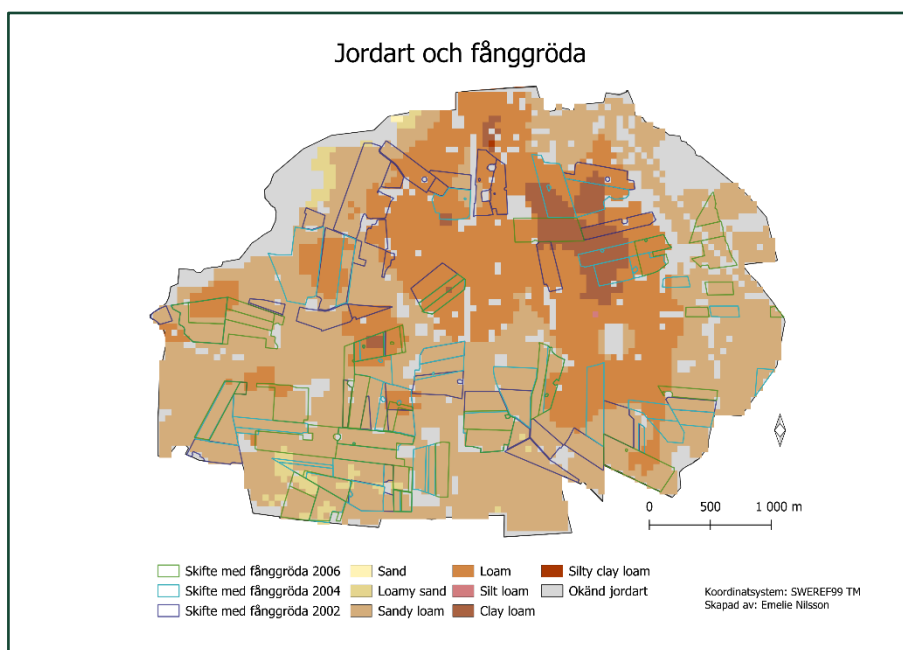 Jordart och fånggröda
0 500 1 000 m
Skifte med fånggröda 2006
Skifte med fånggröda 2004
Skifte med fånggröda 2002
Sand
Loamy sand
Sandy loam
Loam
Silt loam
Clay loam
Silty clay loam
Okänd jordart
Koordinatsystem: SWEREF99 TM
Skapad av: Emelie Nilsson